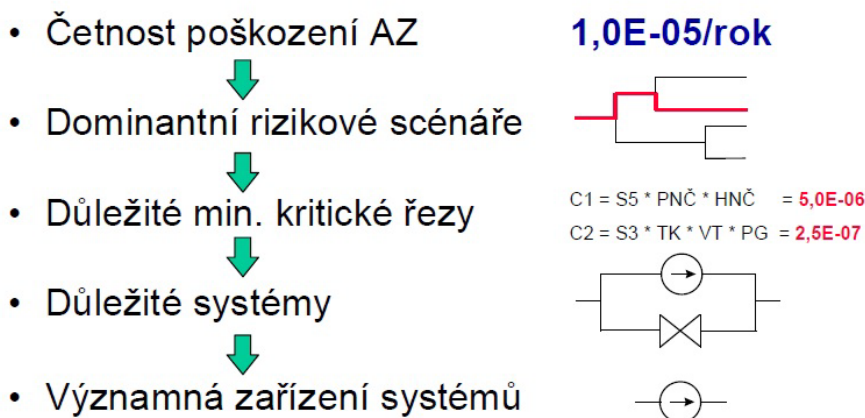 • Četnost poškození AZ 1,0E-05/rok
• Dominantní rizikové scénáře
• Důležité min. kritické řezy
C1 = S5 * PNČ * HNČ = 5,0E-06
C2 = S3 * TK * VT * PG = 2,5E-07
• Důležité systémy
• Významná zařízení systémů